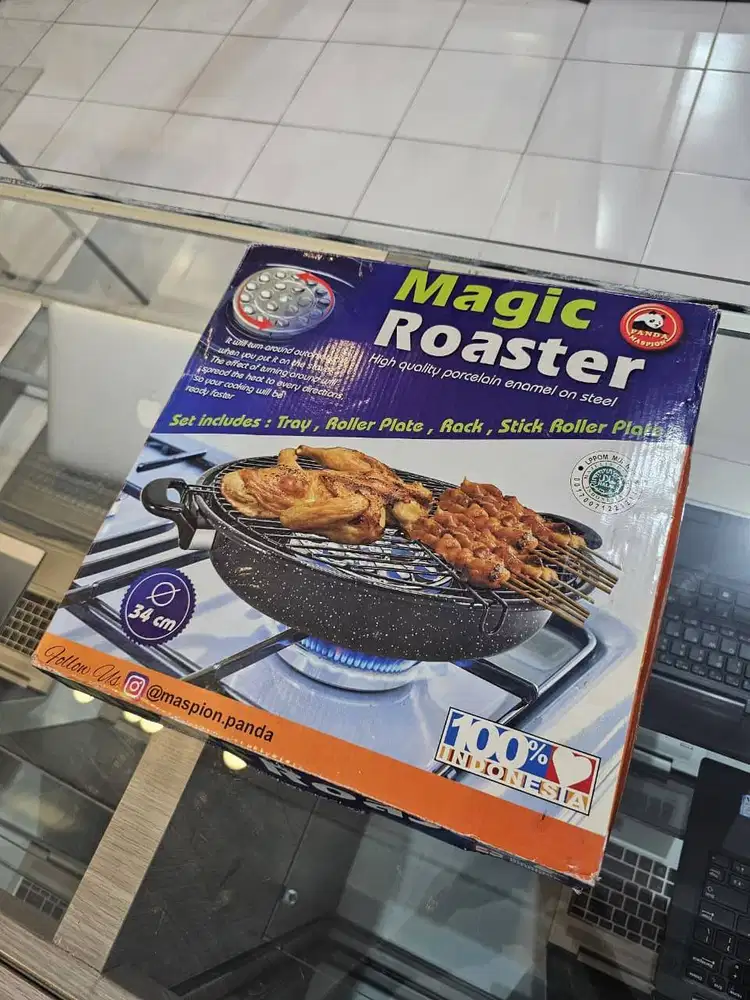 Magic
Roaster
High quality porcelain enamel on steel
PANDA
MASPION
It will turn around
when you put it on the
The effect of turning around will
spread the heat to every directions
So your cooking will be
ready faster
Set includes : Tray , Roller Plate , Rack , Stick Roller Plate
LPPOM MUI
34 cm
Follow Us
@maspion.panda
100%
INDONESIA